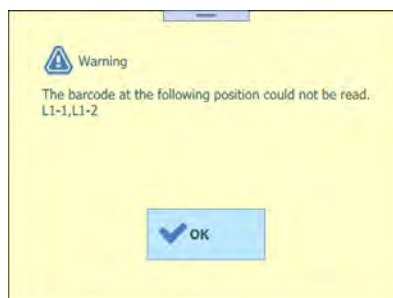 Warning
The barcode at the following position could not be read.
L1-1,L1-2
OK